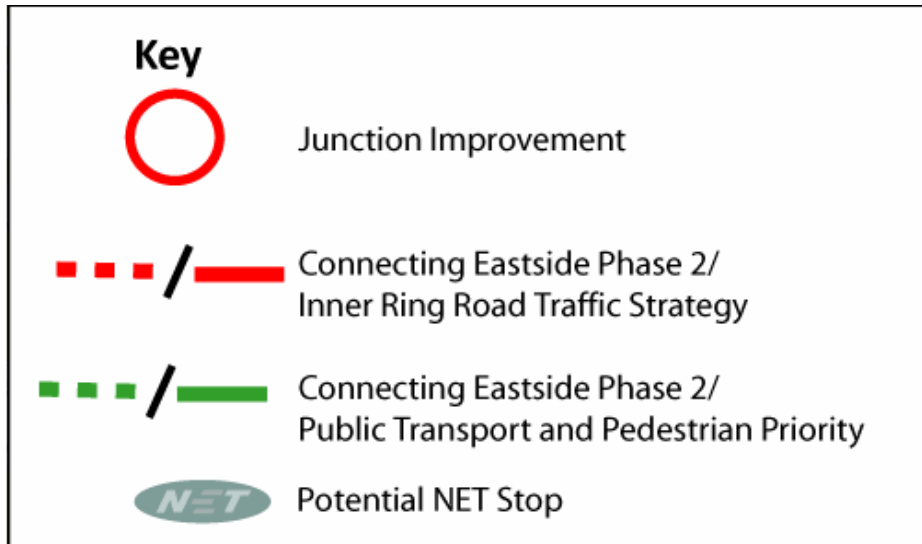 Key
Junction Improvement
Connecting Eastside Phase 2/
Inner Ring Road Traffic Strategy
Connecting Eastside Phase 2/
Public Transport and Pedestrian Priority
NET
Potential NET Stop